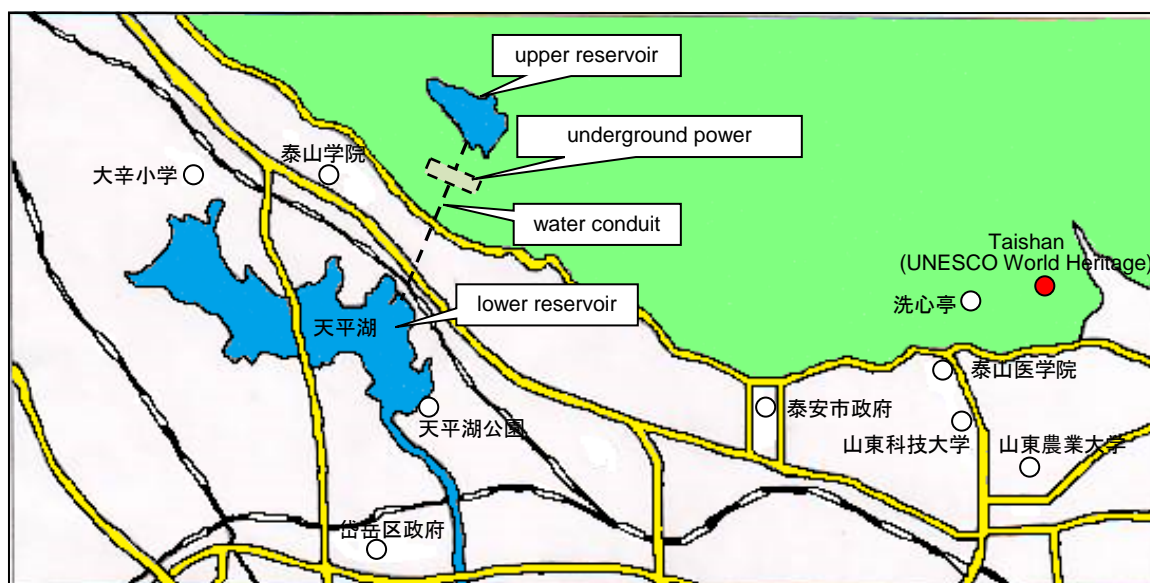 upper reservoir
underground power
泰山学院
大辛小学
water conduit
Taishan
(UNESCO World Heritage)
洗心亭
lower reservoir
天平湖
泰山医学院
泰安市政府
天平湖公園
山東科技大学
山東農業大学
岱岳区政府